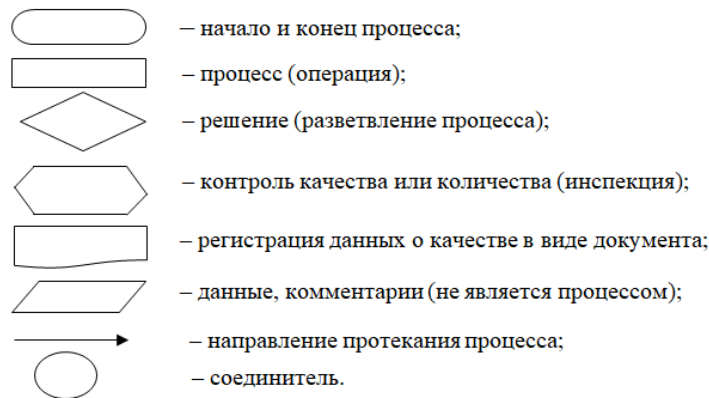 – начало и конец процесса;
– процесс (операция);
– решение (разветвление процесса);
– контроль качества или количества (инспекция);
– регистрация данных о качестве в виде документа;
– данные, комментарии (не является процессом);
– направление протекания процесса;
– соединитель.